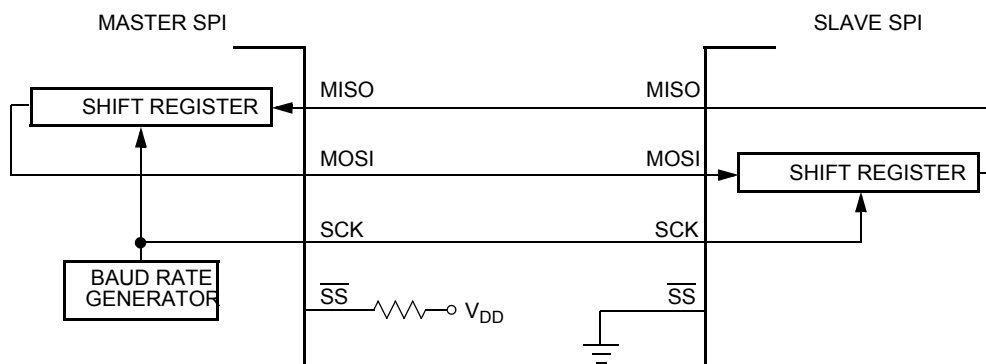 MASTER SPI
SLAVE SPI
MISO
MISO
SHIFT REGISTER
MOSI
MOSI
SHIFT REGISTER
SCK
SCK
BAUD RATE
GENERATOR
SS
VDD
SS